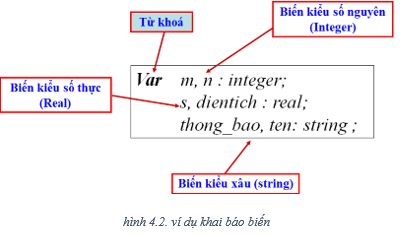 Từ khoá
Biến kiểu số nguyên
(Integer)
Biến kiểu số thực
(Real)
Var m, n : integer;
s, dientich : real;
thong_bao, ten: string ;
Biến kiểu xâu (string)
hình 4.2. ví dụ khai báo biến